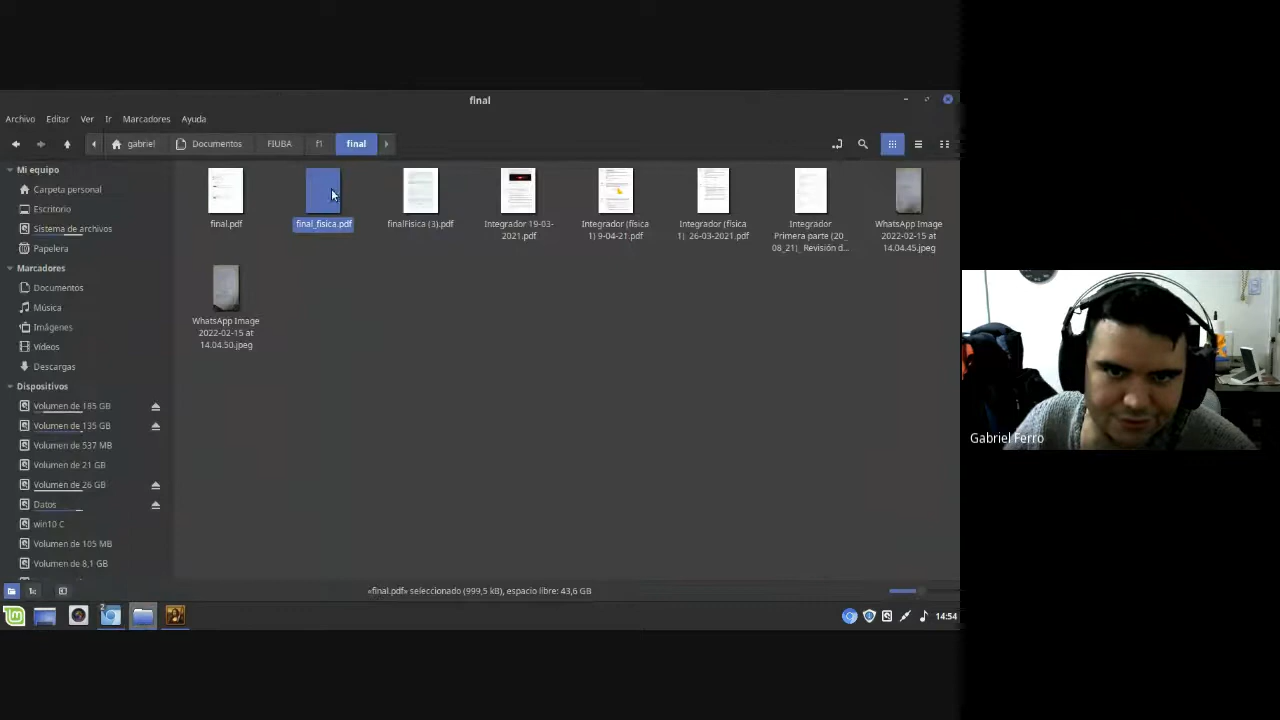 final
Archivo Editar Ver Ir Marcadores Ayuda
gabriel Documentos FIUBA f1 final
Mi equipo
Carpeta personal
Escritorio
Sistema de archivos
Papelera
Marcadores
Documentos
Música
Imágenes
Vídeos
Descargas
Dispositivos
Volumen de 185 GB
Volumen de 135 GB
Volumen de 537 MB
Volumen de 21 GB
Volumen de 26 GB
Datos
win10 C
Volumen de 105 MB
Volumen de 8,1 GB
final.pdf
final_fisica.pdf
finalFisica (3).pdf
Integrador 19-03-
2021.pdf
Integrador (física
1) 9-04-21.pdf
Integrador (física
1)_26-03-2021.pdf
Integrador
Primera parte (20_
08_21)_ Revisión d...
WhatsApp Image
2022-02-15 at
14.04.45.jpeg
WhatsApp Image
2022-02-15 at
14.04.50.jpeg
«final.pdf» seleccionado (999,5 kB), espacio libre: 43,6 GB
2
14:54
Gabriel Ferro